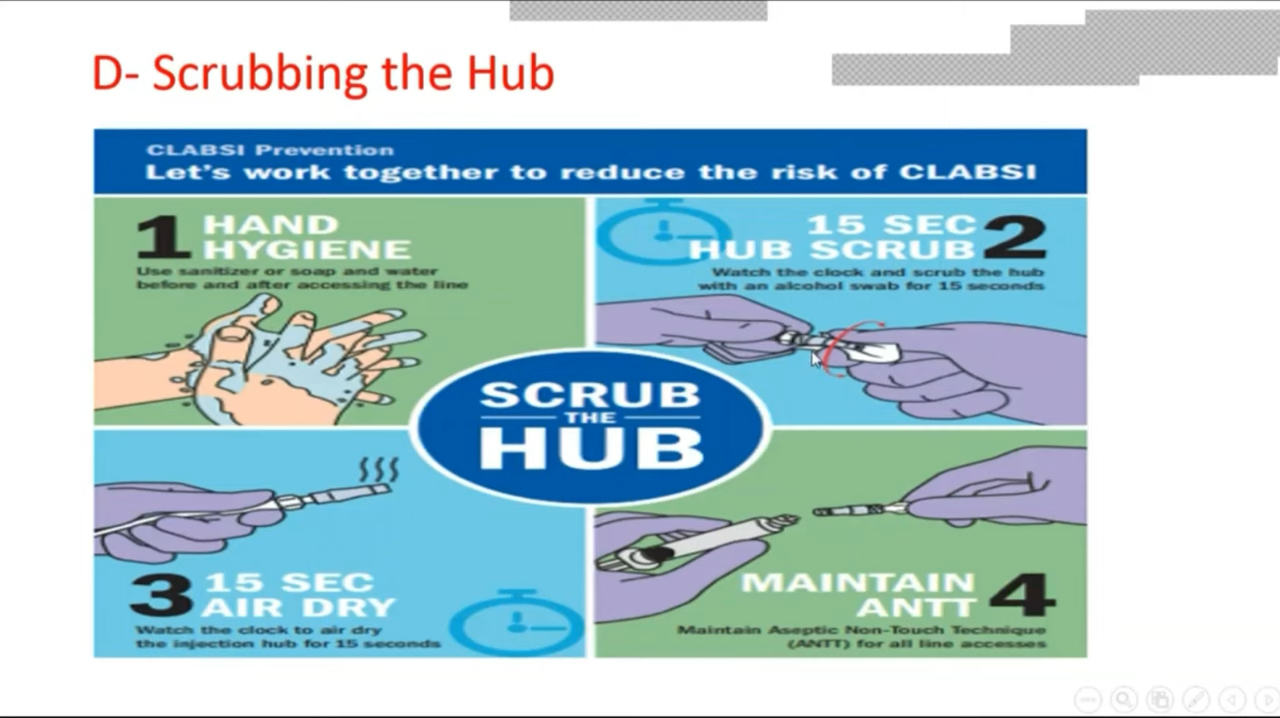 D- Scrubbing the Hub
CLABSI Prevention
Let's work together to reduce the risk of CLABSI
1 HAND
HYGIENE
Use sanitizer or soap and water
before and after accessing the line
15 SEC 2
HUB SCRUB
Watch the clock and scrub the hub
with an alcohol swab for 15 seconds
SCRUB
THE
HUB
3 15 SEC
AIR DRY
Watch the clock to air dry
the injection hub for 15 seconds
MAINTAIN 4
ANTT
Maintain Aseptic Non-Touch Technique
(ANTT) for all line accesses